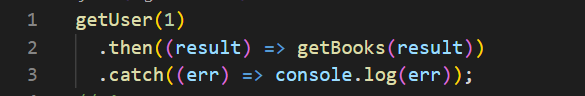 1 getUser(1)
2 .then((result) => getBooks(result))
3 .catch((err) => console.log(err));